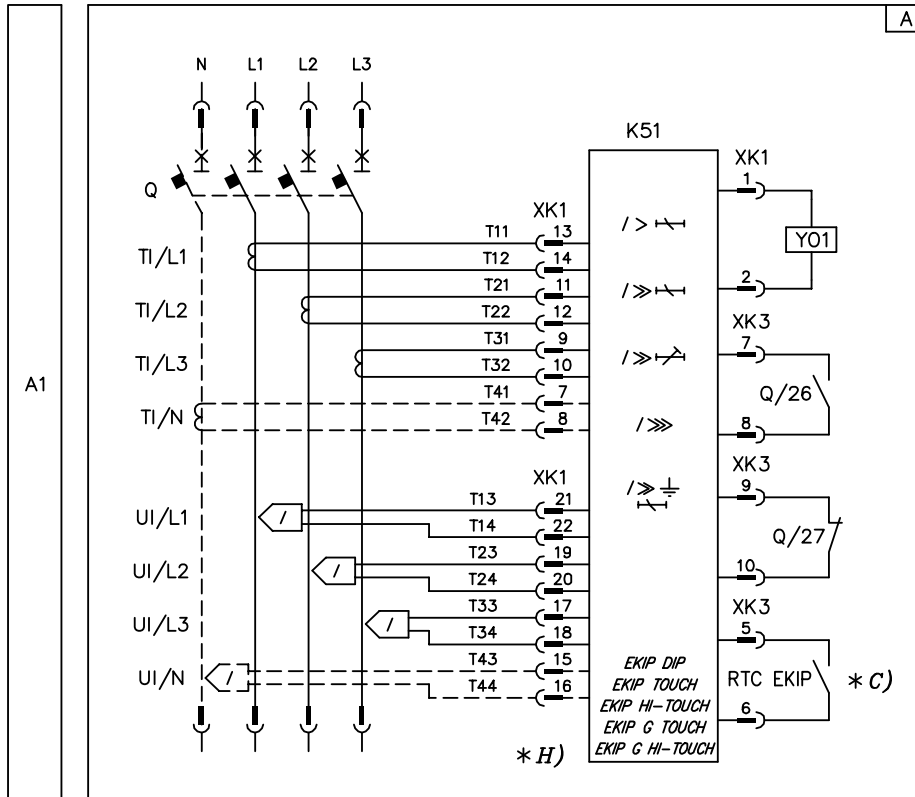 A
N L1 L2 L3
K51
XK1
1
Q
XK1
T11 13
Y01
TI/L1
T12 14
T21 11
2
TI/L2
T22 12
XK3
T31 9
7
TI/L3
T32 10
A1
T41 7
Q/26
TI/N
T42 8
8
XK3
XK1
9
T13 21
UI/L1
T14 22
Q/27
T23 19
UI/L2
T24 20
10
T33 17
XK3
UI/L3
T34 18
5
T43 15
EKIP DIP
UI/N
RTC EKIP *C)
T44 16
EKIP TOUCH
EKIP HI-TOUCH
6
EKIP G TOUCH
EKIP G HI-TOUCH
*H)